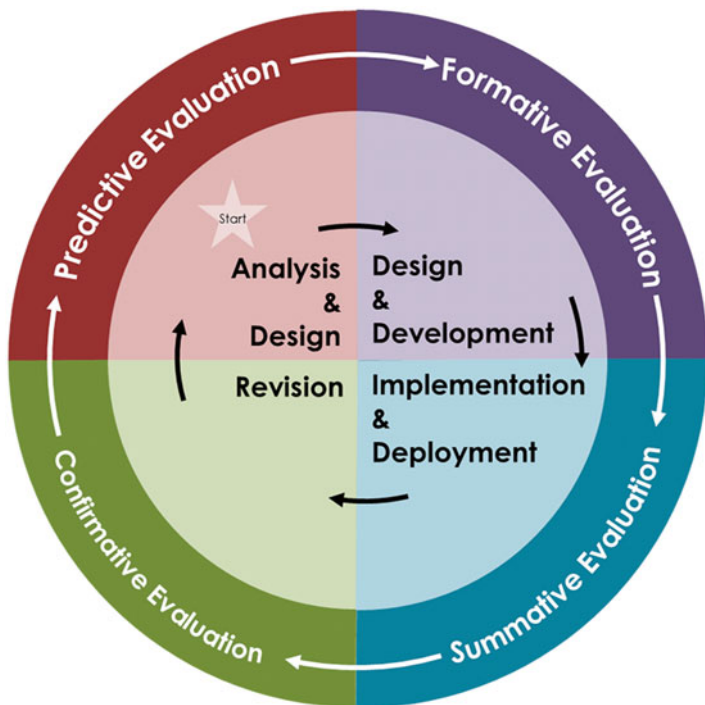 Predictive Evaluation
Formative Evaluation
Start
Analysis
&
Design
Design
&
Development
Revision
Implementation
&
Deployment
Confirmative Evaluation
Summative Evaluation